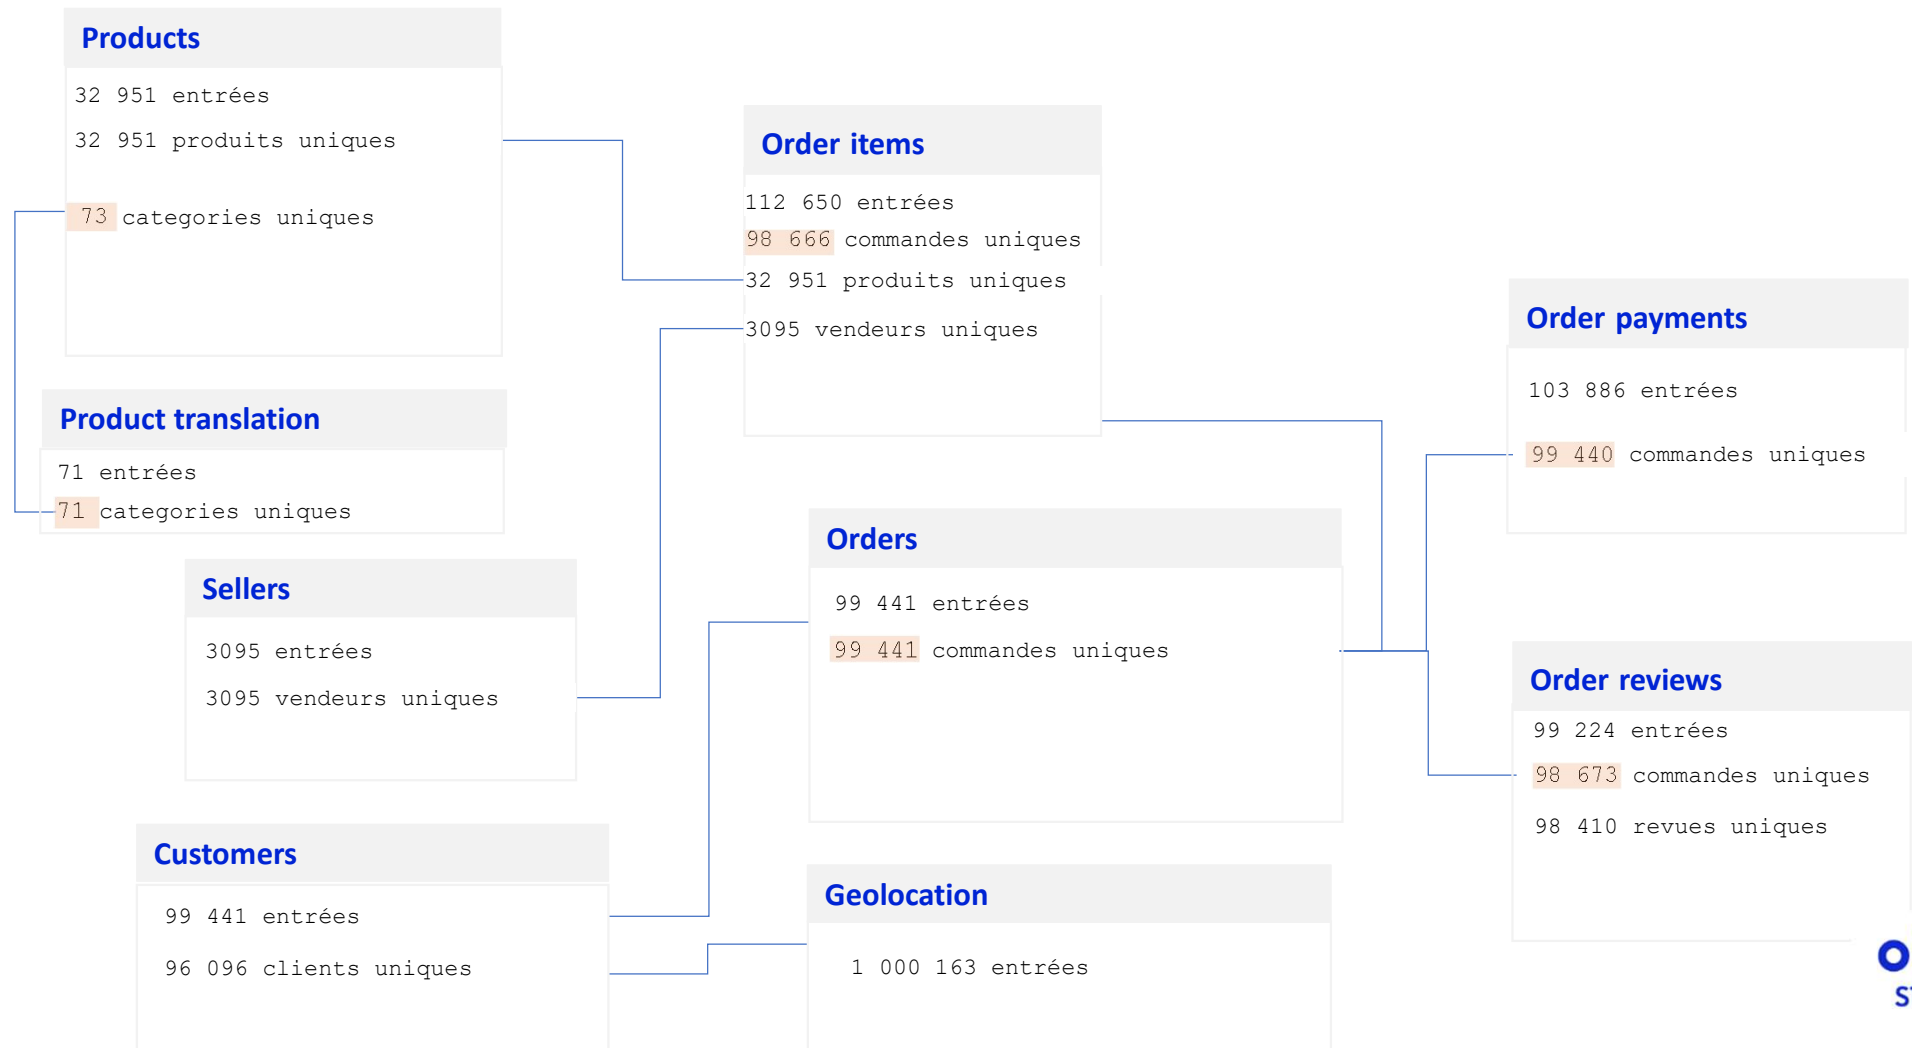 Products
32 951 entrées
32 951 produits uniques
73 categories uniques
Product translation
71 entrées
71 categories uniques
Sellers
3095 entrées
3095 vendeurs uniques
Customers
99 441 entrées
96 096 clients uniques
Order items
112 650 entrées
98 666 commandes uniques
32 951 produits uniques
3095 vendeurs uniques
Orders
99 441 entrées
99 441 commandes uniques
Geolocation
1 000 163 entrées
Order payments
103 886 entrées
99 440 commandes uniques
Order reviews
99 224 entrées
98 673 commandes uniques
98 410 revues uniques